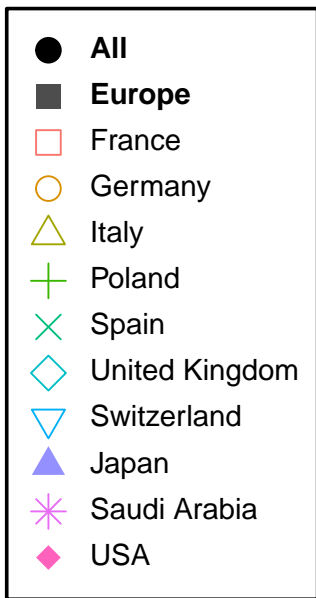 All
Europe
France
Germany
Italy
Poland
Spain
United Kingdom
Switzerland
Japan
Saudi Arabia
USA